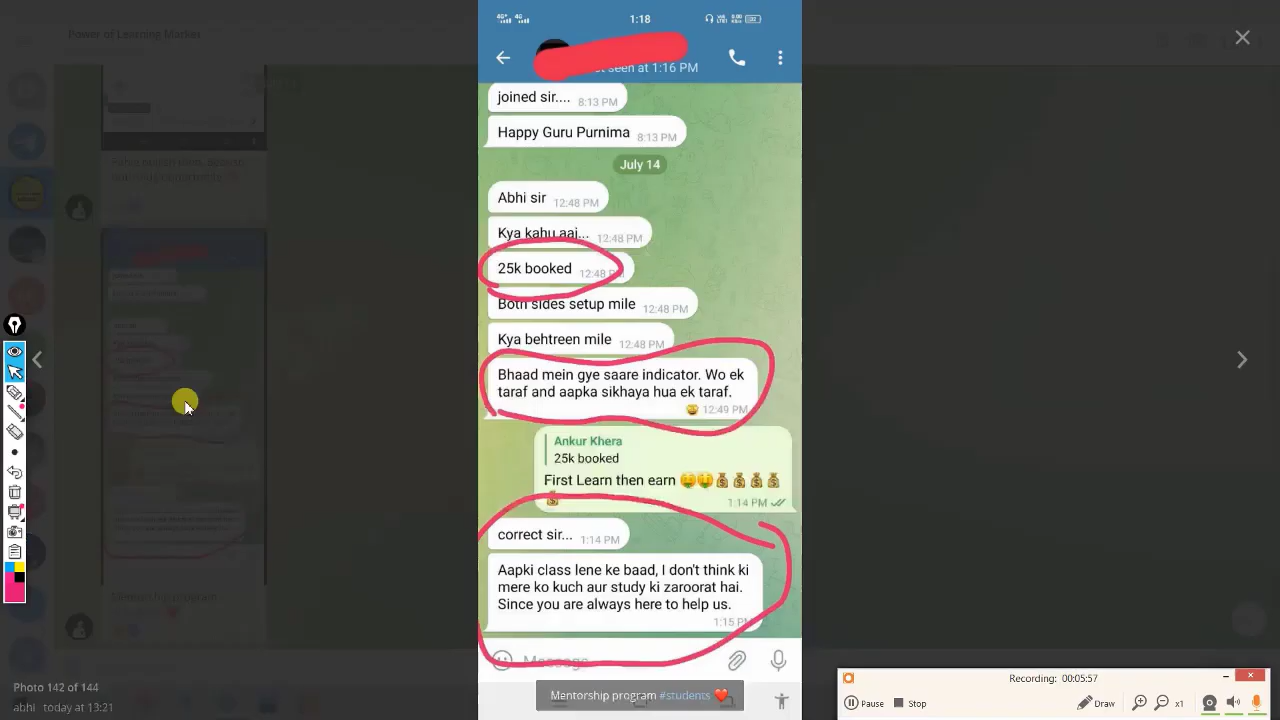 Power of Learning Market
4G+ 4G
1:18
st seen at 1:16 PM
joined sir.... 8:13 PM
Happy Guru Purnima 8:13 PM
July 14
Abhi sir 12:48 PM
Kya kahu aaj... 12:48 PM
25k booked 12:48 PM
Both sides setup mile 12:48 PM
Kya behtreen mile 12:48 PM
Bhaad mein gye saare indicator. Wo ek
taraf and aapka sikhaya hua ek taraf.
12:49 PM
Ankur Khera
25k booked
First Learn then earn
1:14 PM
correct sir... 1:14 PM
Aapki class lene ke baad, I don't think ki
mere ko kuch aur study ki zaroorat hai.
Since you are always here to help us.
1:15 PM
Message
Mentorship program #students
Mentorship program
Photo 142 of 144
abhi today at 13:21
Recording: 00:05:57
Pause Stop Draw x1